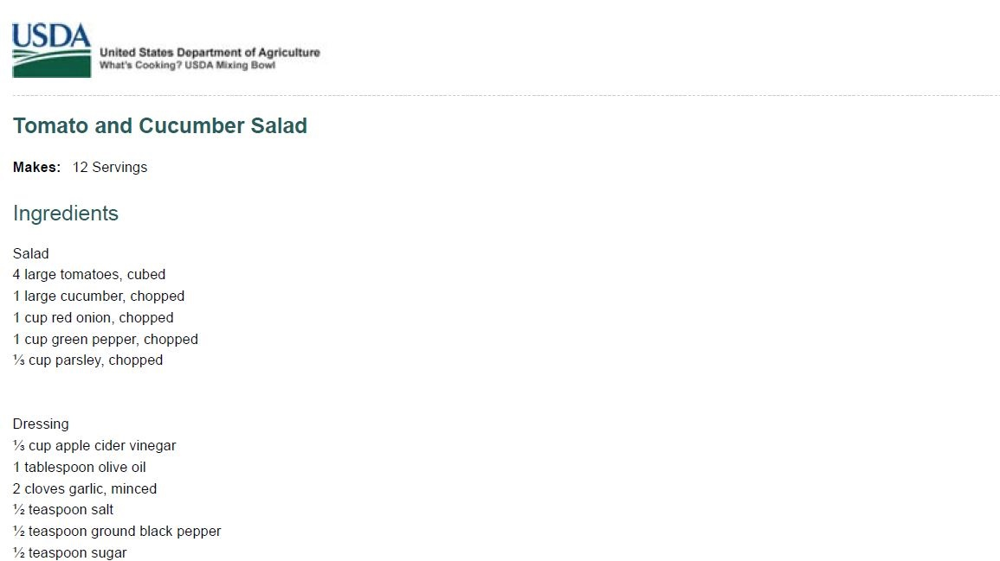 USDA
United States Department of Agriculture
What's Cooking? USDA Mixing Bowl
Tomato and Cucumber Salad
Makes: 12 Servings
Ingredients
Salad
4 large tomatoes, cubed
1 large cucumber, chopped
1 cup red onion, chopped
1 cup green pepper, chopped
⅓ cup parsley, chopped
Dressing
⅓ cup apple cider vinegar
1 tablespoon olive oil
2 cloves garlic, minced
½ teaspoon salt
½ teaspoon ground black pepper
½ teaspoon sugar